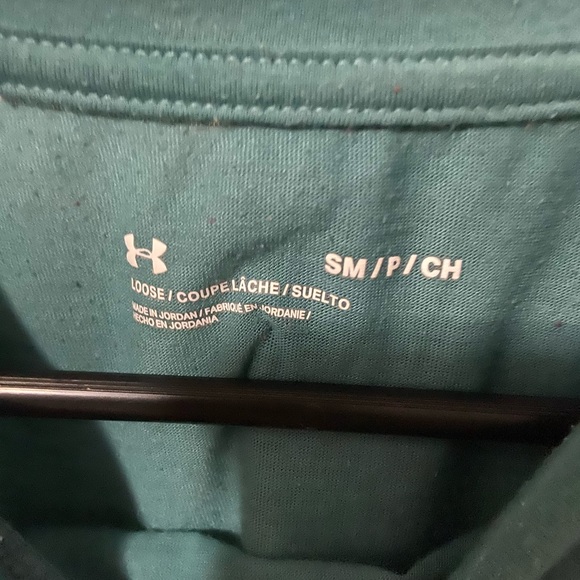 SM/P/CH
LOOSE / COUPE LÂCHE / SUELTO
MADE IN JORDAN / FABRIQUÉ EN JORDANIE /
HECHO EN JORDANIA